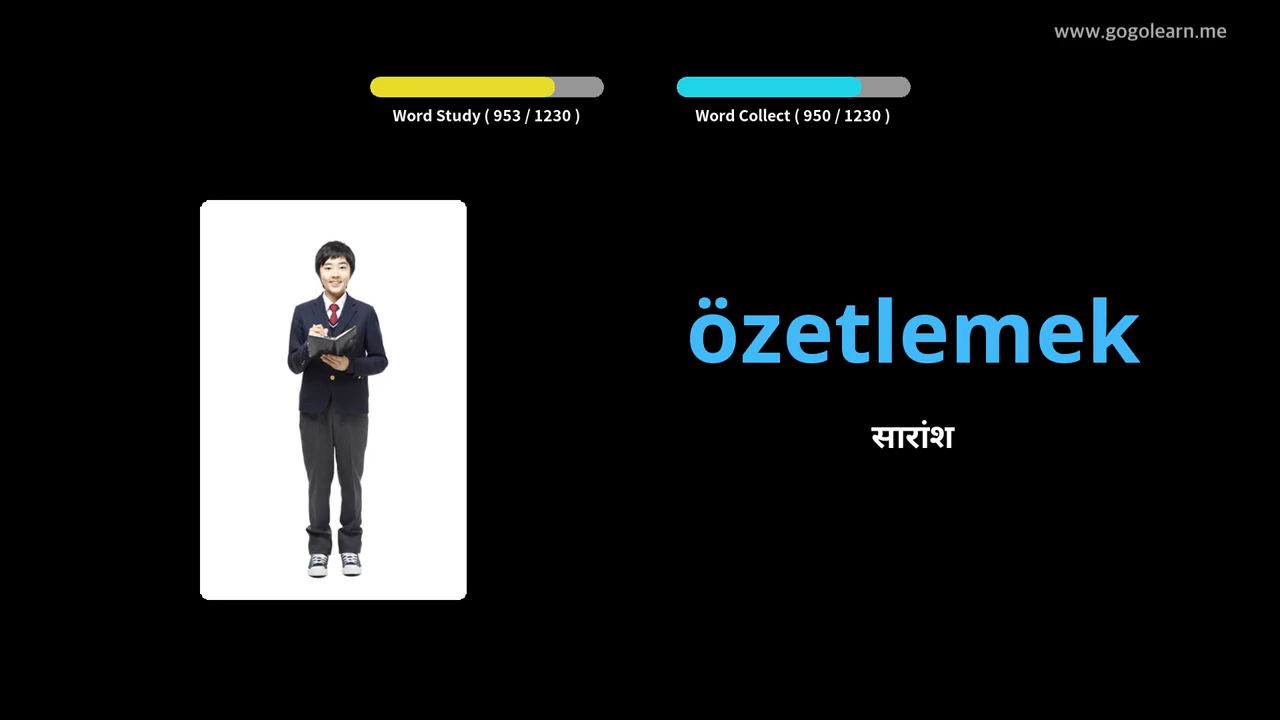 www.gogolearn.me
Word Study ( 953 / 1230 )
Word Collect ( 950 / 1230 )
özetlemek
सारांश